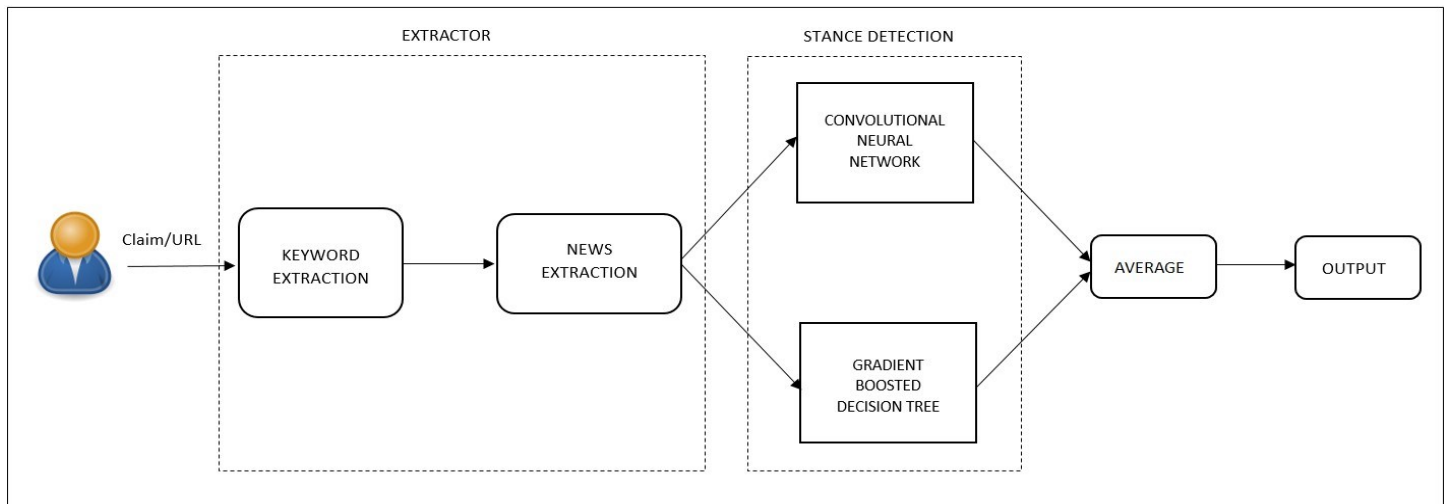 EXTRACTOR
STANCE DETECTION
Claim/URL
KEYWORD
EXTRACTION
NEWS
EXTRACTION
CONVOLUTIONAL
NEURAL
NETWORK
GRADIENT
BOOSTED
DECISION TREE
AVERAGE
OUTPUT